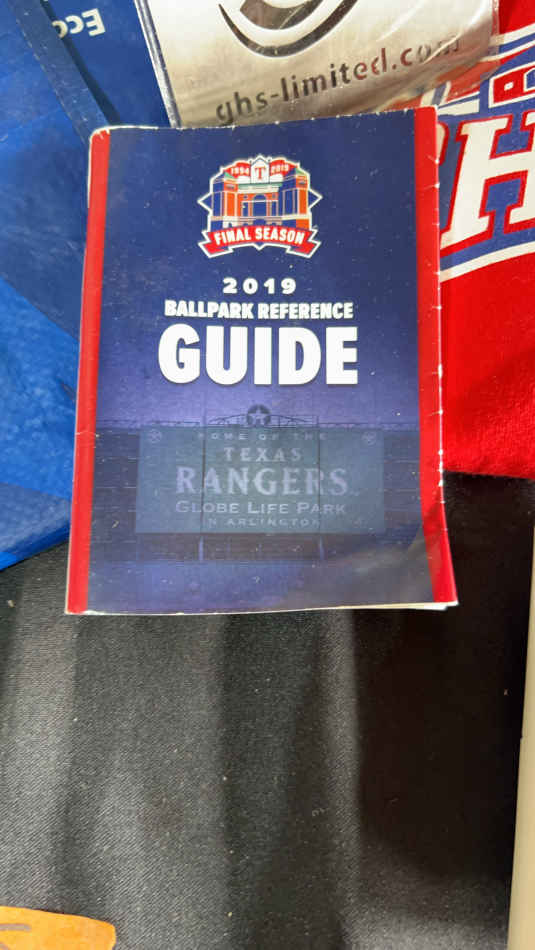 Eco
ghs-limited.com
1994 T 2019
FINAL SEASON
2019
BALLPARK REFERENCE
GUIDE
HOME OF THE
TEXAS
RANGERS
GLOBE LIFE PARK
IN ARLINGTON
H